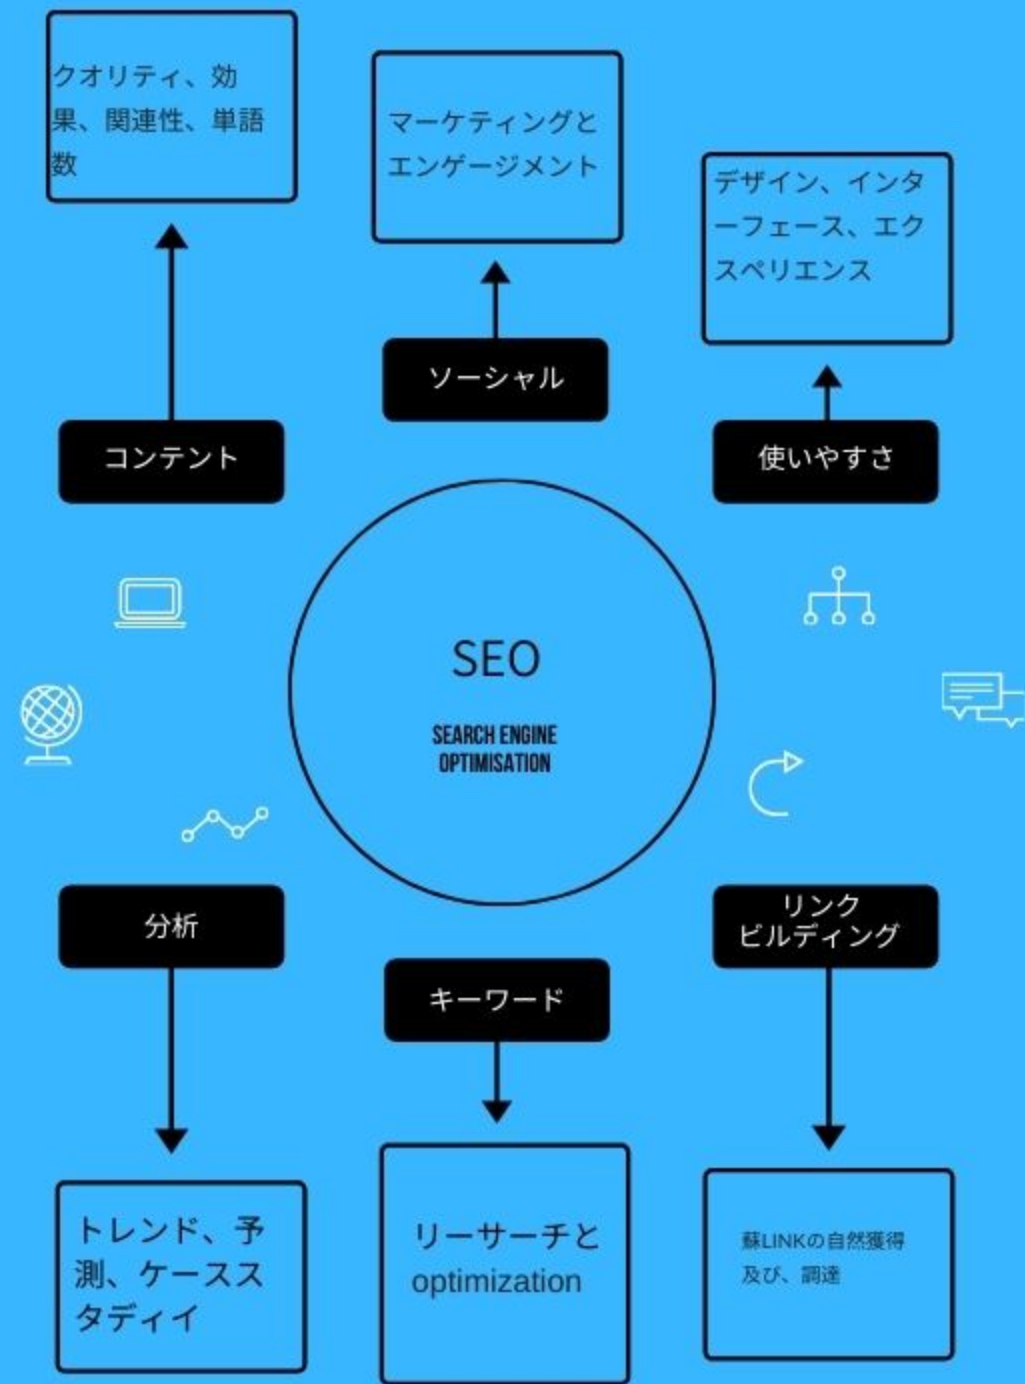 クオリティ、効
果、関連性、単語
数
マーケティングと
エンゲージメント
デザイン、インタ
ーフェース、エク
スペリエンス
ソーシャル
コンテント
使いやすさ
SEO
SEARCH ENGINE
OPTIMISATION
分析
リンク
ビルディング
キーワード
トレンド、予
測、ケースス
タディイ
リーサーチと
optimization
蘇LINKの自然獲得
及び、調達